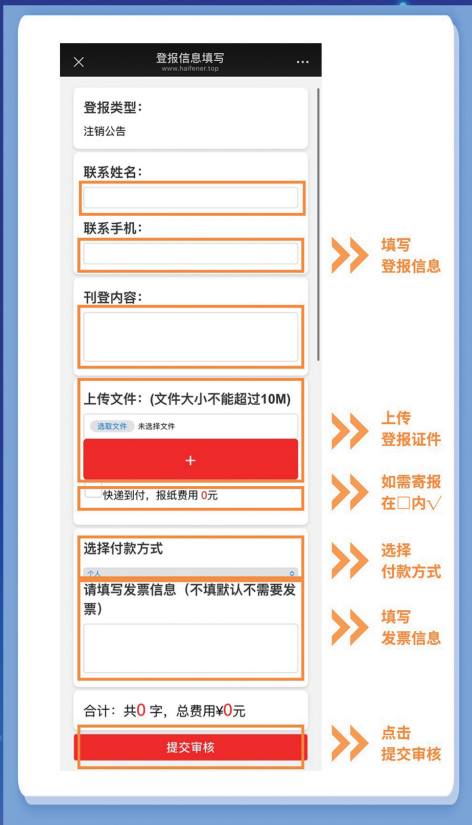 登报信息填写
www.haifener.top
登报类型：
注销公告
联系姓名：
联系手机：
刊登内容：
上传文件：(文件大小不能超过10M)
选取文件 未选择文件
+
快递到付，报纸费用 0元
选择付款方式
个人
请填写发票信息（不填默认不需要发
票）
合计：共0 字，总费用¥0元
提交审核
填写
登报信息
上传
登报证件
如需寄报
在□内√
选择
付款方式
填写
发票信息
点击
提交审核